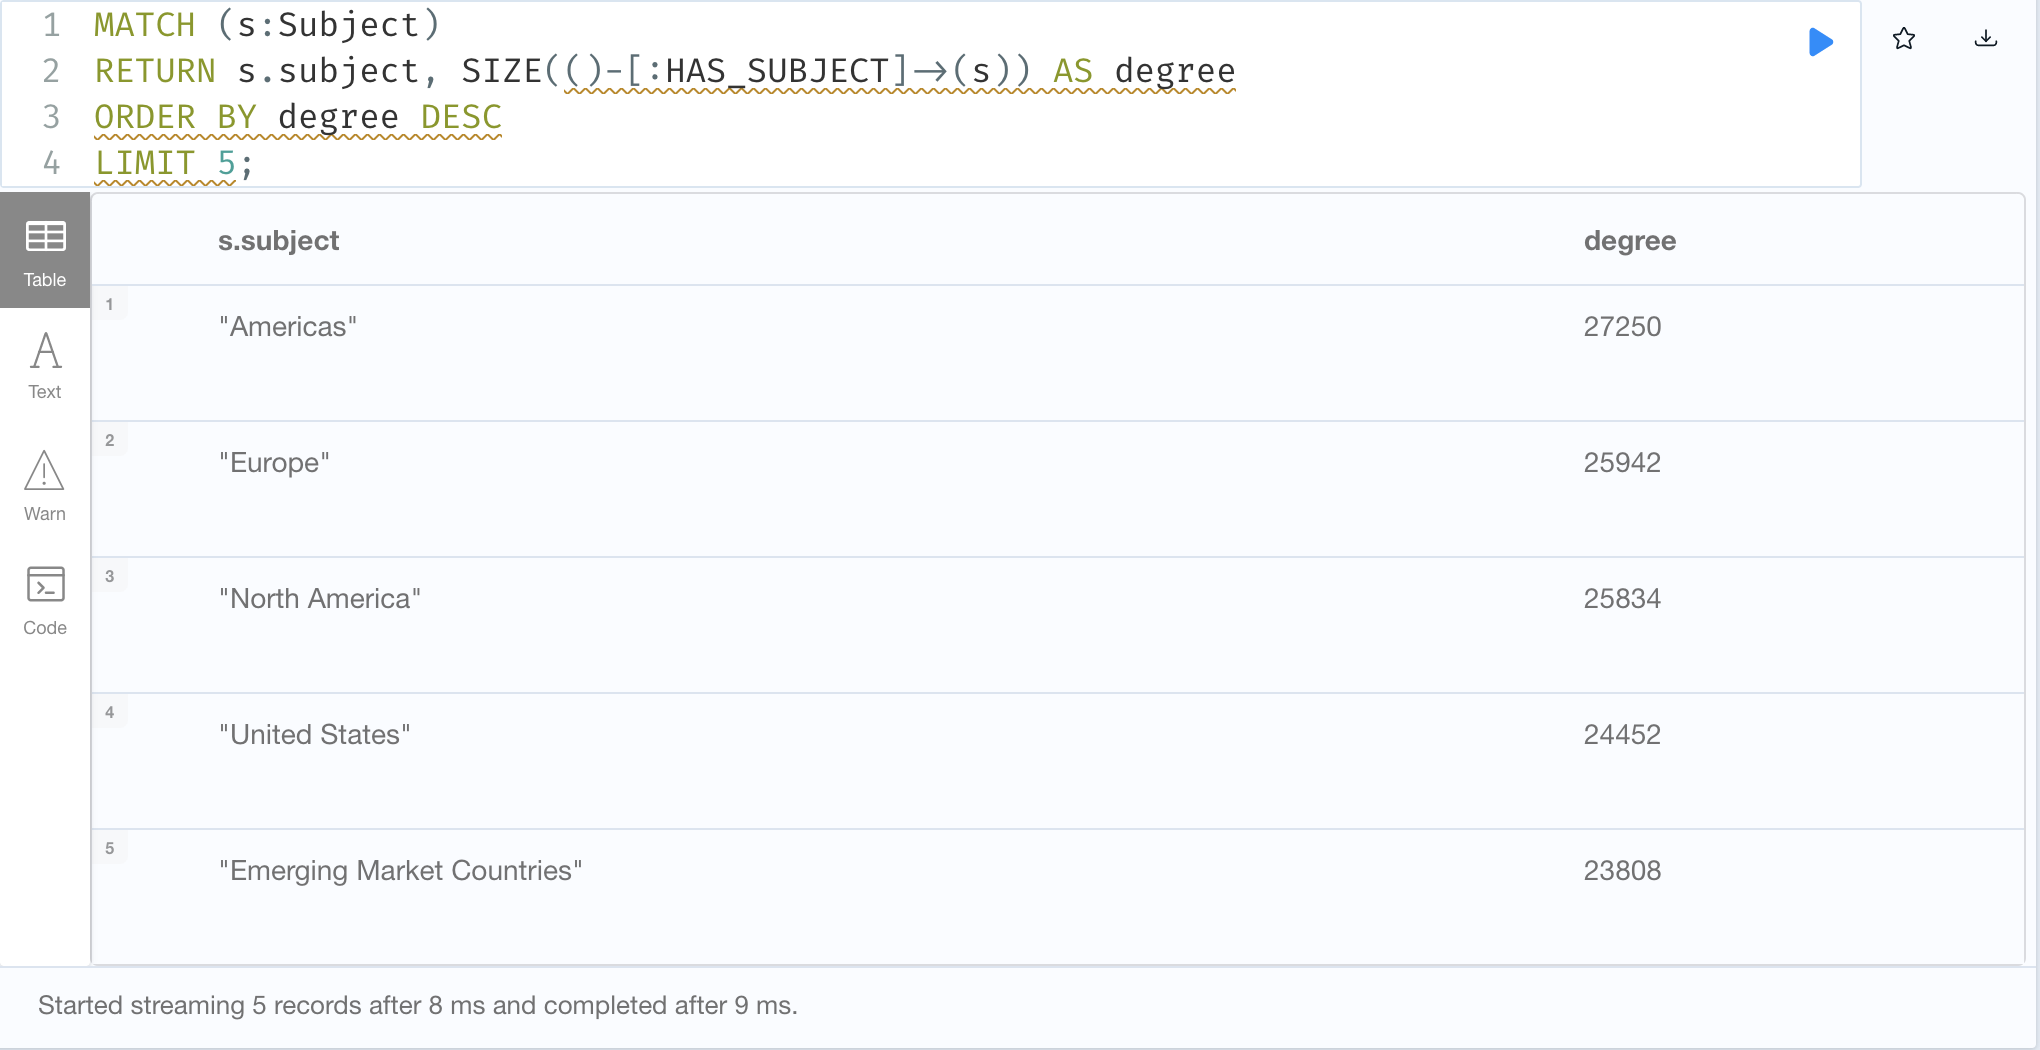 1 MATCH (s:Subject)
2 RETURN s.subject, SIZE(()-[:HAS_SUBJECT]->(s)) AS degree
3 ORDER BY degree DESC
4 LIMIT 5;
Table
Text
Warn
Code
s.subject degree
1 "Americas" 27250
2 "Europe" 25942
3 "North America" 25834
4 "United States" 24452
5 "Emerging Market Countries" 23808
Started streaming 5 records after 8 ms and completed after 9 ms.